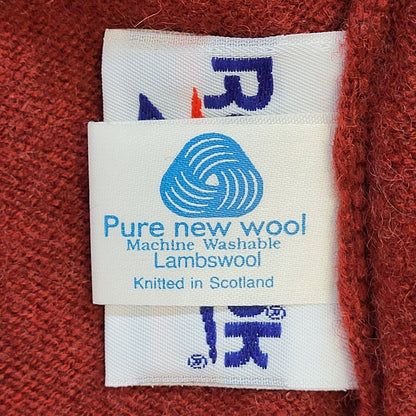 Pure new wool
Machine Washable
Lambswool
Knitted in Scotland